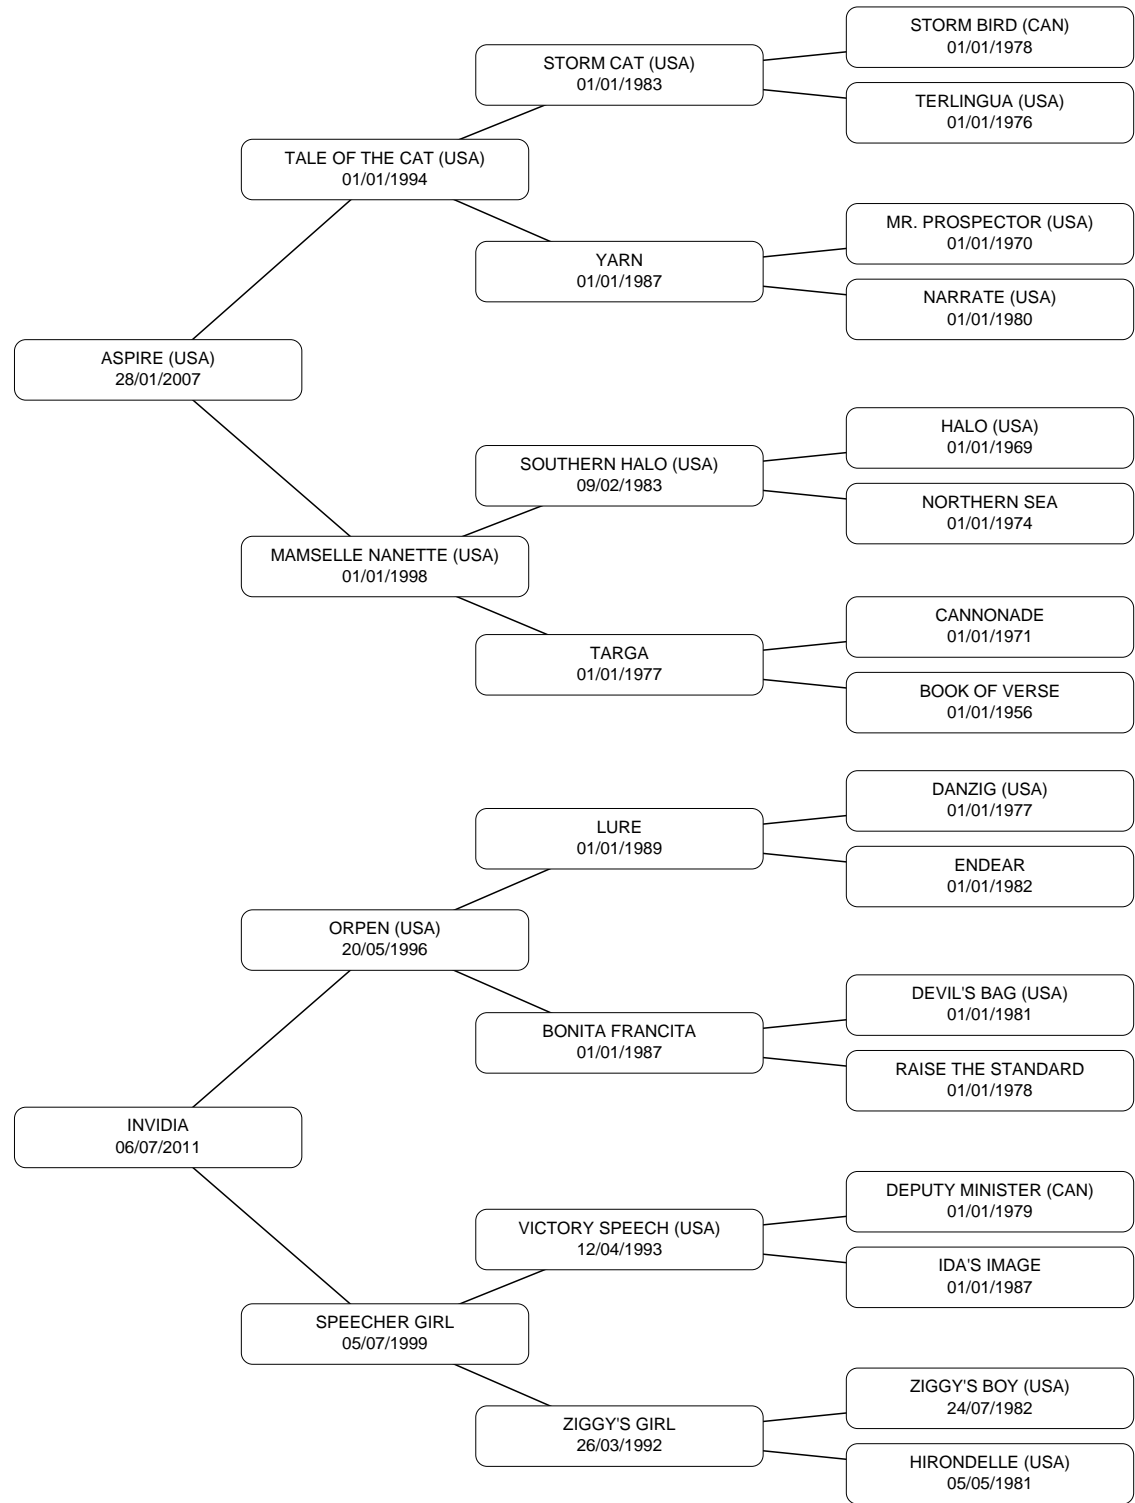 STORM BIRD (CAN)
01/01/1978
STORM CAT (USA)
01/01/1983
TERLINGUA (USA)
01/01/1976
TALE OF THE CAT (USA)
01/01/1994
MR. PROSPECTOR (USA)
01/01/1970
YARN
01/01/1987
NARRATE (USA)
01/01/1980
ASPIRE (USA)
28/01/2007
HALO (USA)
01/01/1969
SOUTHERN HALO (USA)
09/02/1983
NORTHERN SEA
01/01/1974
MAMSELLE NANETTE (USA)
01/01/1998
CANNONADE
01/01/1971
TARGA
01/01/1977
BOOK OF VERSE
01/01/1956
DANZIG (USA)
01/01/1977
LURE
01/01/1989
ENDEAR
01/01/1982
ORPEN (USA)
20/05/1996
DEVIL'S BAG (USA)
01/01/1981
BONITA FRANCITA
01/01/1987
RAISE THE STANDARD
01/01/1978
INVIDIA
06/07/2011
DEPUTY MINISTER (CAN)
01/01/1979
VICTORY SPEECH (USA)
12/04/1993
IDA'S IMAGE
01/01/1987
SPEECHER GIRL
05/07/1999
ZIGGY'S BOY (USA)
24/07/1982
ZIGGY'S GIRL
26/03/1992
HIRONDELLE (USA)
05/05/1981